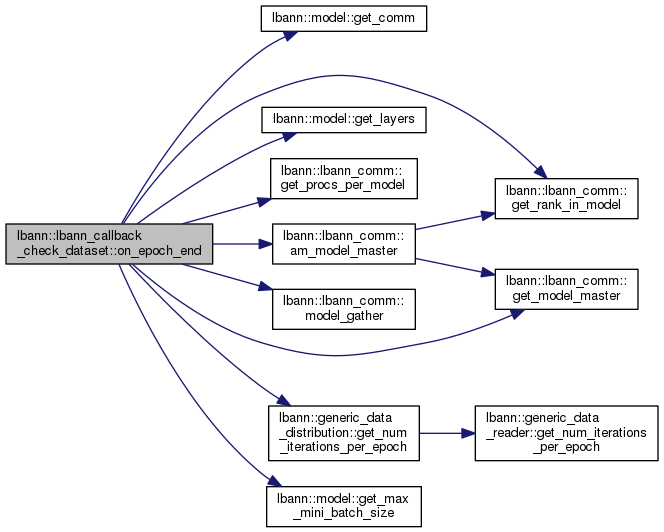 lbann::model::get_comm
lbann::model::get_layers
lbann::lbann_comm::
get_procs_per_model
lbann::lbann_comm::
get_rank_in_model
lbann::lbann_callback
_check_dataset::on_epoch_end
lbann::lbann_comm::
am_model_master
lbann::lbann_comm::
get_model_master
lbann::lbann_comm::
model_gather
lbann::generic_data
_distribution::get_num
_iterations_per_epoch
lbann::generic_data
_reader::get_num_iterations
_per_epoch
lbann::model::get_max
_mini_batch_size